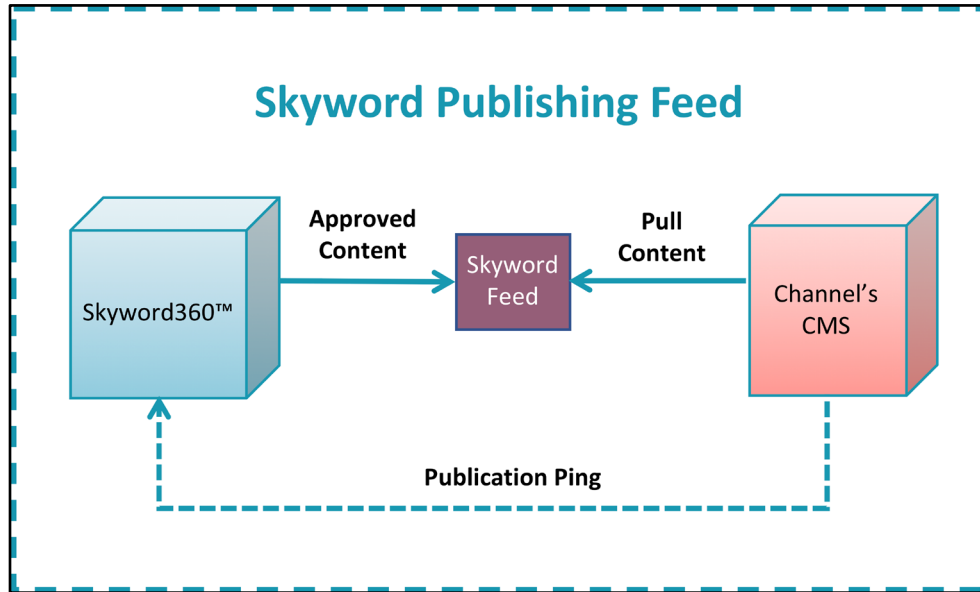 Skyword Publishing Feed
Approved
Content
Pull
Content
Skyword360™
Skyword
Feed
Channel’s
CMS
Publication Ping